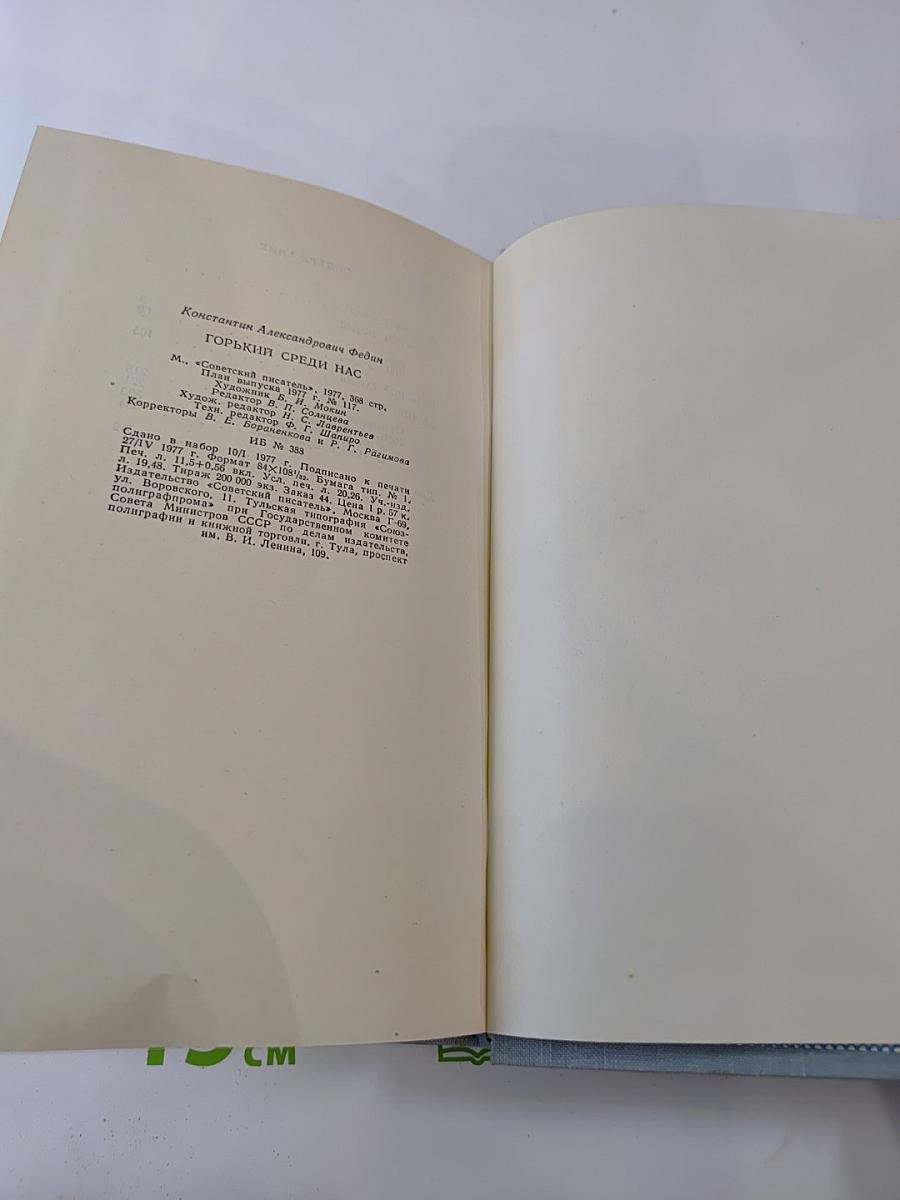 Константин Александрович Федин
ГОРЬКИЙ СРЕДИ НАС
М., «Советский писатель», 1977, 368 стр.
План выпуска 1977 г. № 117.
Художник Б. И. Мокин
Редактор В. П. Солнцева
Худож. редактор Н. С. Лаврентьев
Техн. редактор Ф. Г. Шапиро
Корректоры В. Е. Бораненкова и Р. Г. Рагимова
ИБ № 388
Сдано в набор 10/I 1977 г. Подписано к печати
27/IV 1977 г. Формат 84×108¹/₃₂. Бумага тип. № 1.
Печ. л. 11,5+0,56 вкл. Усл. печ. л. 20,26. Уч.-изд.
л. 19,48. Тираж 200 000 экз. Заказ 44. Цена 1 р. 57 к.
Издательство «Советский писатель», Москва Г-69,
ул. Воровского, 11. Тульская типография «Союз-
полиграфпрома» при Государственном комитете
Совета Министров СССР по делам издательств,
полиграфии и книжной торговли, г. Тула, проспект
им. В. И. Ленина, 109.
см